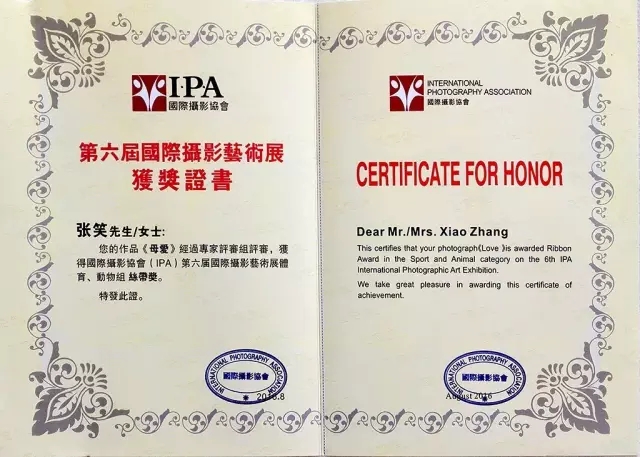 I·PA
國際攝影協會
第六屆國際攝影藝術展
獲獎證書
张笑先生/女士:
您的作品《母愛》經過專家評審組評審，獲
得國際攝影協會（IPA）第六屆國際攝影藝術展體
育、動物組 絲帶獎。
特發此證。
INTERNATIONAL PHOTOGRAPHY ASSOCIATION
國際攝影協會
2016.8
INTERNATIONAL
PHOTOGRAPHY ASSOCIATION
國際攝影協會
CERTIFICATE FOR HONOR
Dear Mr./Mrs. Xiao Zhang
This certifies that your photograph《Love》is awarded Ribbon
Award in the Sport and Animal category on the 6th IPA
International Photographic Art Exhibition.
We take great pleasure in awarding this certificate of
achievement.
INTERNATIONAL PHOTOGRAPHY ASSOCIATION
國際攝影協會
August 2016